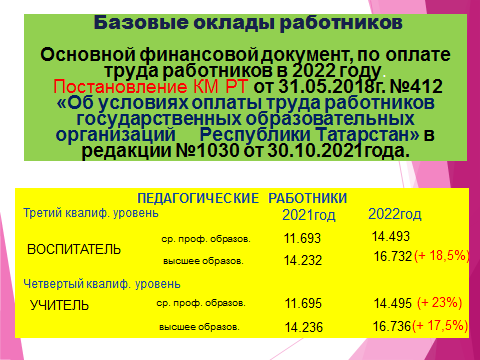 Базовые оклады работников
Основной финансовой документ, по оплате
труда работников в 2022 году.
Постановление КМ РТ от 31.05.2018г. №412
«Об условиях оплаты труда работников
государственных образовательных
организаций Республики Татарстан» в
редакции №1030 от 30.10.2021года.
ПЕДАГОГИЧЕСКИЕ РАБОТНИКИ
Третий квалиф. уровень 2021год 2022год
ВОСПИТАТЕЛЬ ср. проф. образов. 11.693 14.493
высшее образов. 14.232 16.732 (+ 18,5%)
Четвертый квалиф. уровень
УЧИТЕЛЬ ср. проф. образов. 11.695 14.495 (+ 23%)
высшее образов. 14.236 16.736 (+ 17,5%)